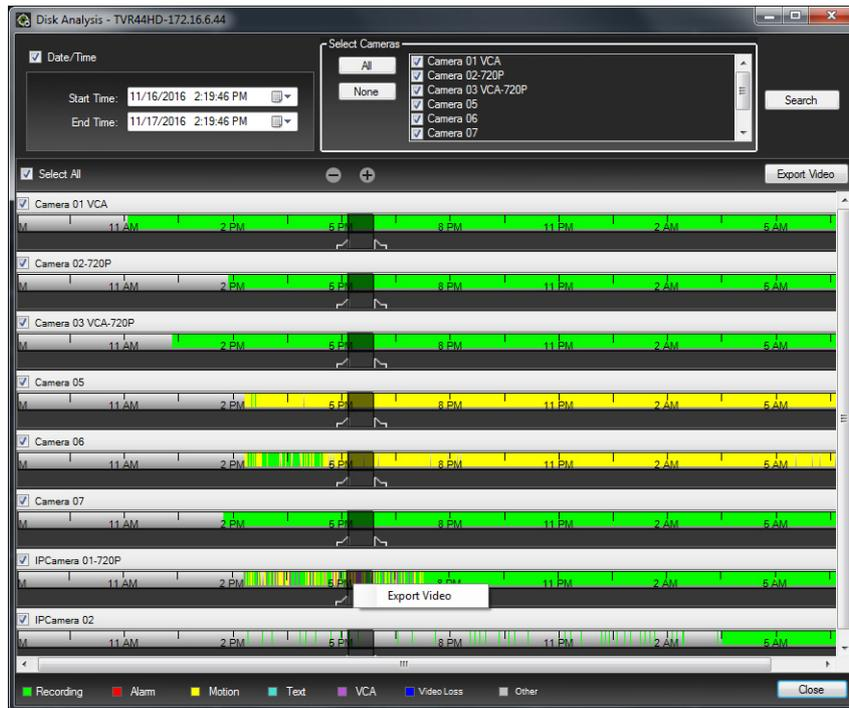 Disk Analysis - TVR44HD-172.16.6.44
Date/Time
Start Time: 11/16/2016 2:19:46 PM
End Time: 11/17/2016 2:19:46 PM
Select Cameras
All
None
Camera 01 VCA
Camera 02-720P
Camera 03 VCA-720P
Camera 05
Camera 06
Camera 07
Search
Select All
Export Video
Camera 01 VCA
M 11 AM 2 PM 5 PM 8 PM 11 PM 2 AM 5 AM
Camera 02-720P
M 11 AM 2 PM 5 PM 8 PM 11 PM 2 AM 5 AM
Camera 03 VCA-720P
M 11 AM 2 PM 5 PM 8 PM 11 PM 2 AM 5 AM
Camera 05
M 11 AM 2 PM 5 PM 8 PM 11 PM 2 AM 5 AM
Camera 06
M 11 AM 2 PM 5 PM 8 PM 11 PM 2 AM 5 AM
Camera 07
M 11 AM 2 PM 5 PM 8 PM 11 PM 2 AM 5 AM
IPCamera 01-720P
M 11 AM 2 PM 5 PM 8 PM 11 PM 2 AM 5 AM
Export Video
IPCamera 02
M 11 AM 2 PM 5 PM 8 PM 11 PM 2 AM 5 AM
Recording Alarm Motion Text VCA Video Loss Other
Close